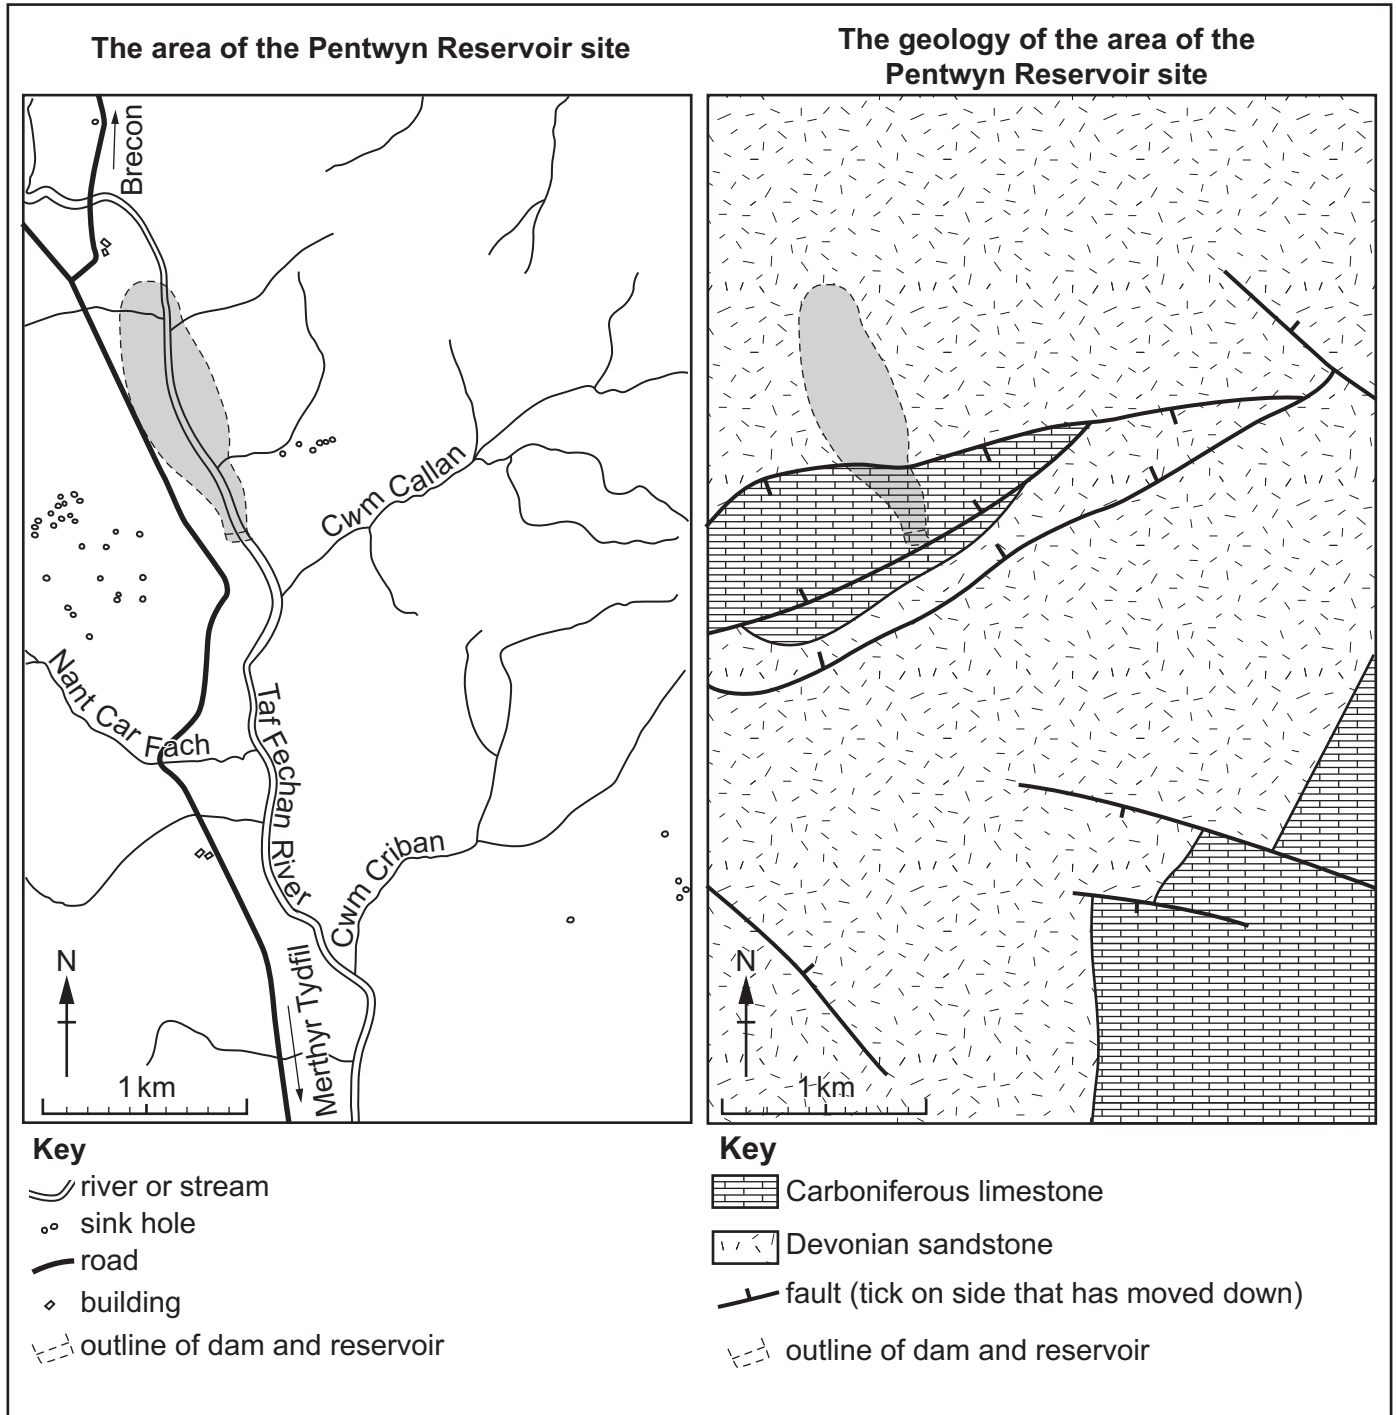 The area of the Pentwyn Reservoir site
Brecon
Cwm Callan
Nant Car Fach
Taf Fechan River
Cwm Criban
Merthyr Tydfil
N
1 km
Key
river or stream
sink hole
road
building
outline of dam and reservoir
The geology of the area of the
Pentwyn Reservoir site
N
1 km
Key
Carboniferous limestone
Devonian sandstone
fault (tick on side that has moved down)
outline of dam and reservoir